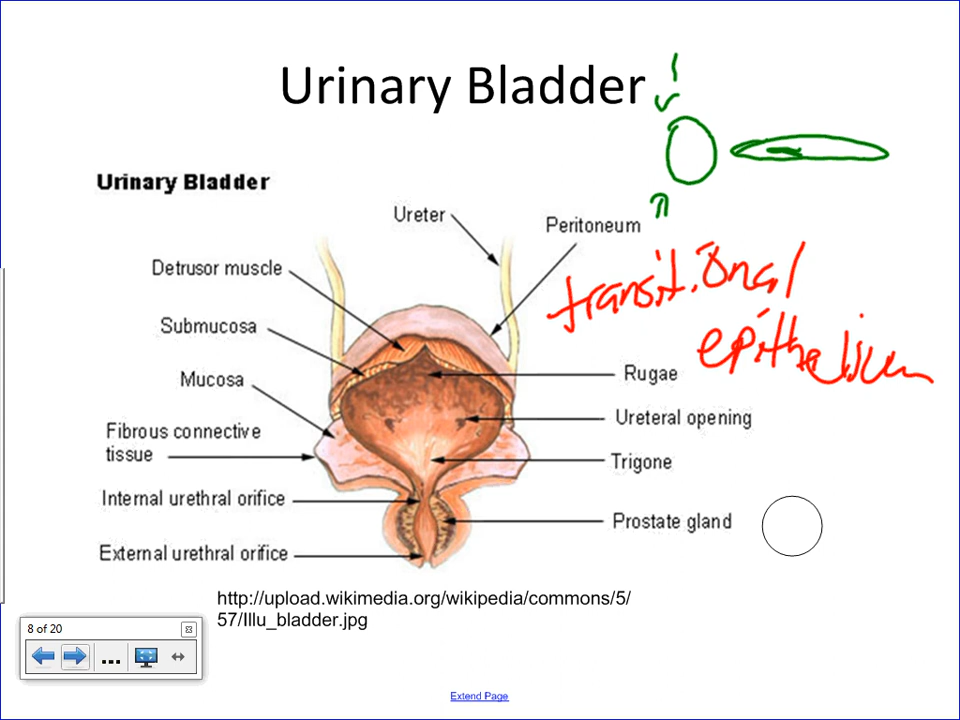 Urinary Bladder
Urinary Bladder
Ureter
Peritoneum
Detrusor muscle
transitional
Submucosa
epithelium
Mucosa
Rugae
Ureteral opening
Fibrous connective
tissue
Trigone
Internal urethral orifice
Prostate gland
External urethral orifice
http://upload.wikimedia.org/wikipedia/commons/5/
57/Illu_bladder.jpg
8 of 20
...
Extend Page